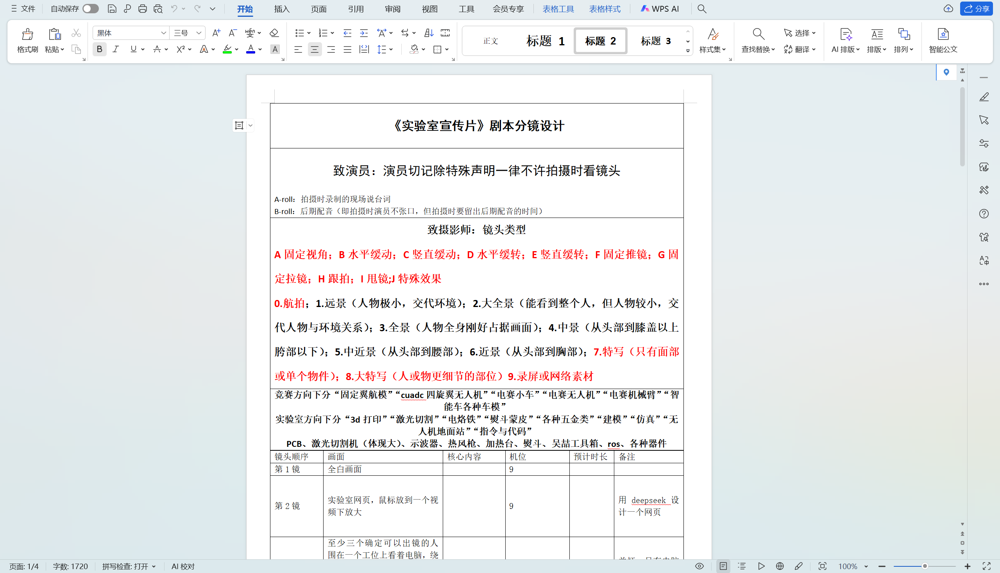 文件 自动保存 开始 插入 页面 引用 审阅 视图 工具 会员专享 表格工具 表格样式 WPS AI 分享
格式刷 粘贴 黑体 三号 正文 标题 1 标题 2 标题 3 样式集 查找替换 选择 翻译 AI 排版 排版 排列 智能公文
《实验室宣传片》剧本分镜设计
致演员：演员切记除特殊声明一律不许拍摄时看镜头
A-roll：拍摄时录制的现场说台词
B-roll：后期配音（即拍摄时演员不张口，但拍摄时要留出后期配音的时间）
致摄影师：镜头类型
A 固定视角；B 水平缓动；C 竖直缓动；D 水平缓转；E 竖直缓转；F 固定推镜；G 固
定拉镜；H 跟拍；I 甩镜;J 特殊效果
0.航拍；1.远景（人物极小，交代环境）；2.大全景（能看到整个人，但人物较小，交
代人物与环境关系）；3.全景（人物全身刚好占据画面）；4.中景（从头部到膝盖以上
胯部以下）；5.中近景（从头部到腰部）；6.近景（从头部到胸部）；7.特写（只有面部
或单个物件）；8.大特写（人或物更细节的部位）9.录屏或网络素材
竞赛方向下分“固定翼航模”“cuadc 四旋翼无人机”“电赛小车”“电赛无人机”“电赛机械臂”“智
能车各种车模”
实验室方向下分“3d 打印”“激光切割”“电烙铁”“熨斗蒙皮”“各种五金类”“建模”“仿真”“无
人机地面站”“指令与代码”
PCB、激光切割机（体现大）、示波器、热风枪、加热台、熨斗、吴喆工具箱、ros、各种器件
镜头顺序 画面 核心内容 机位 预计时长 备注
第 1 镜 全白画面 9
第 2 镜 实验室网页，鼠标放到一个视 9 用 deepseek 设
频下放大 计一个网页
至少三个确定可以出镜的人
围在一个工位上看着电脑，绕
页面: 1/4 字数: 1720 拼写检查: 打开 AI 校对 100%